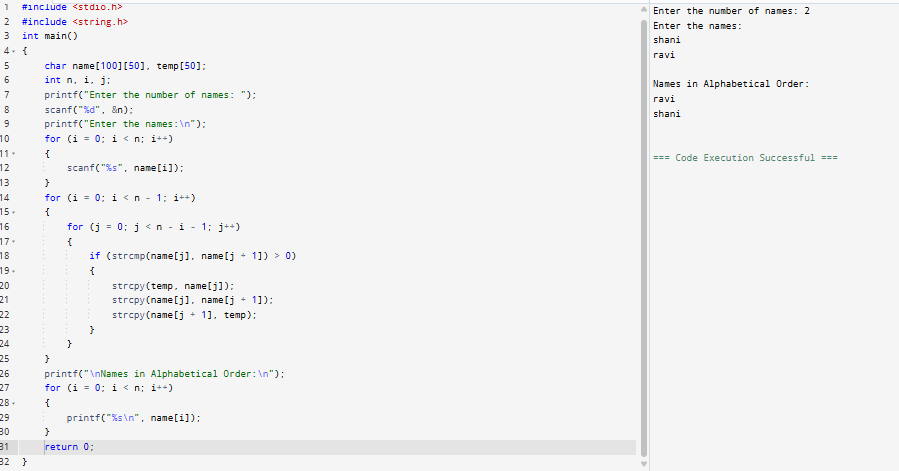 1 #include <stdio.h>
2 #include <string.h>
3 int main()
4 {
5 char name[100][50], temp[50];
6 int n, i, j;
7 printf("Enter the number of names: ");
8 scanf("%d", &n);
9 printf("Enter the names:\n");
10 for (i = 0; i < n; i++)
11 {
12 scanf("%s", name[i]);
13 }
14 for (i = 0; i < n - 1; i++)
15 {
16 for (j = 0; j < n - i - 1; j++)
17 {
18 if (strcmp(name[j], name[j + 1]) > 0)
19 {
20 strcpy(temp, name[j]);
21 strcpy(name[j], name[j + 1]);
22 strcpy(name[j + 1], temp);
23 }
24 }
25 }
26 printf("\nNames in Alphabetical Order:\n");
27 for (i = 0; i < n; i++)
28 {
29 printf("%s\n", name[i]);
30 }
31 return 0;
32 }
Enter the number of names: 2
Enter the names:
shani
ravi
Names in Alphabetical Order:
ravi
shani
=== Code Execution Successful ===